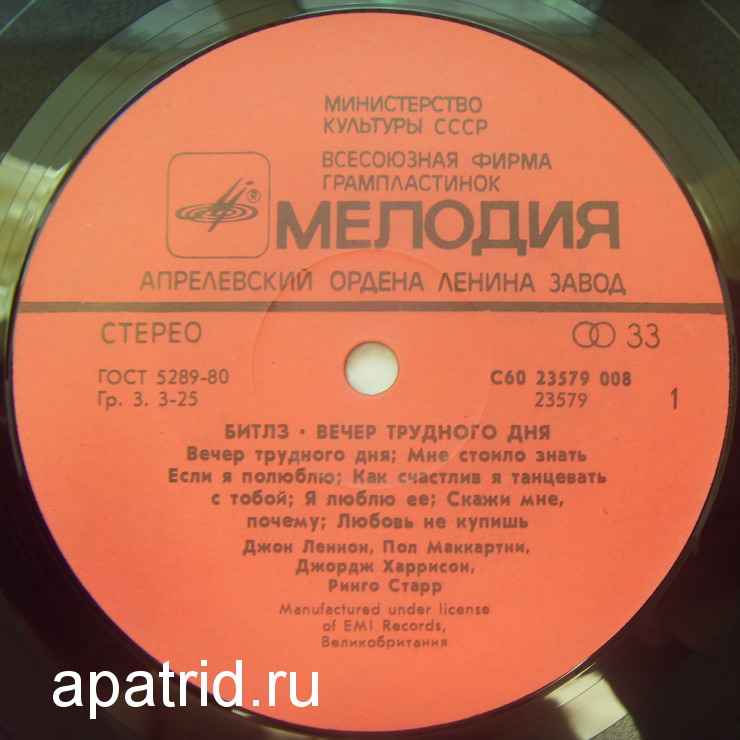 МИНИСТЕРСТВО
КУЛЬТУРЫ СССР
ВСЕСОЮЗНАЯ ФИРМА
ГРАМПЛАСТИНОК
®
МЕЛОДИЯ
АПРЕЛЕВСКИЙ ОРДЕНА ЛЕНИНА ЗАВОД
СТЕРЕО
33
ГОСТ 5289-80
Гр. 3. 3-25
С60 23579 008
23579
1
БИТЛЗ · ВЕЧЕР ТРУДНОГО ДНЯ
Вечер трудного дня; Мне стоило знать
Если я полюблю; Как счастлив я танцевать
с тобой; Я люблю ее; Скажи мне,
почему; Любовь не купишь
Джон Леннон, Пол Маккартни,
Джордж Харрисон,
Ринго Старр
Manufactured under license
of EMI Records,
Великобритания
apatrid.ru